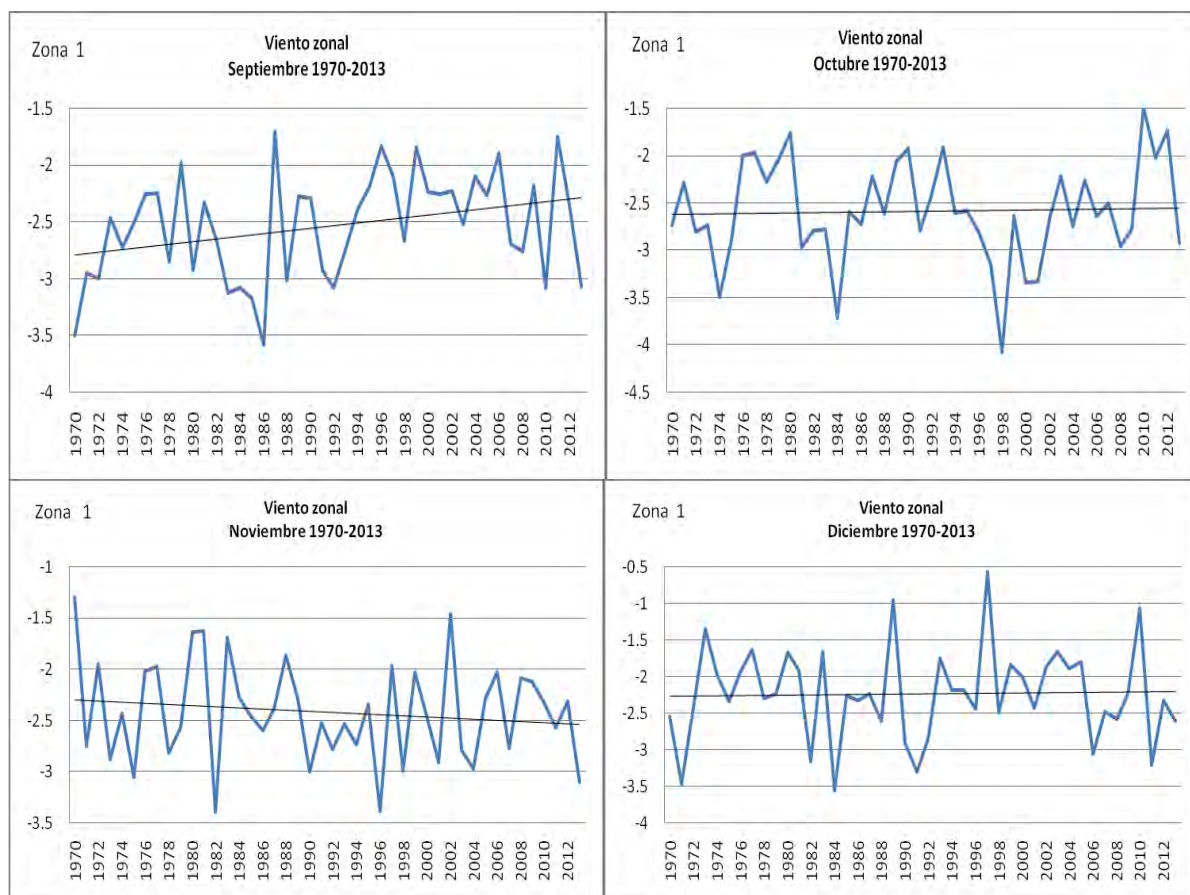 Zona 1
Viento zonal
Septiembre 1970-2013
-1.5
-2
-2.5
-3
-3.5
-4
1970 1972 1974 1976 1978 1980 1982 1984 1986 1988 1990 1992 1994 1996 1998 2000 2002 2004 2006 2008 2010 2012
Zona 1
Viento zonal
Octubre 1970-2013
-1.5
-2
-2.5
-3
-3.5
-4
-4.5
1970 1972 1974 1976 1978 1980 1982 1984 1986 1988 1990 1992 1994 1996 1998 2000 2002 2004 2006 2008 2010 2012
Zona 1
Viento zonal
Noviembre 1970-2013
-1
-1.5
-2
-2.5
-3
-3.5
1970 1972 1974 1976 1978 1980 1982 1984 1986 1988 1990 1992 1994 1996 1998 2000 2002 2004 2006 2008 2010 2012
Zona 1
Viento zonal
Diciembre 1970-2013
-0.5
-1
-1.5
-2
-2.5
-3
-3.5
-4
1970 1972 1974 1976 1978 1980 1982 1984 1986 1988 1990 1992 1994 1996 1998 2000 2002 2004 2006 2008 2010 2012